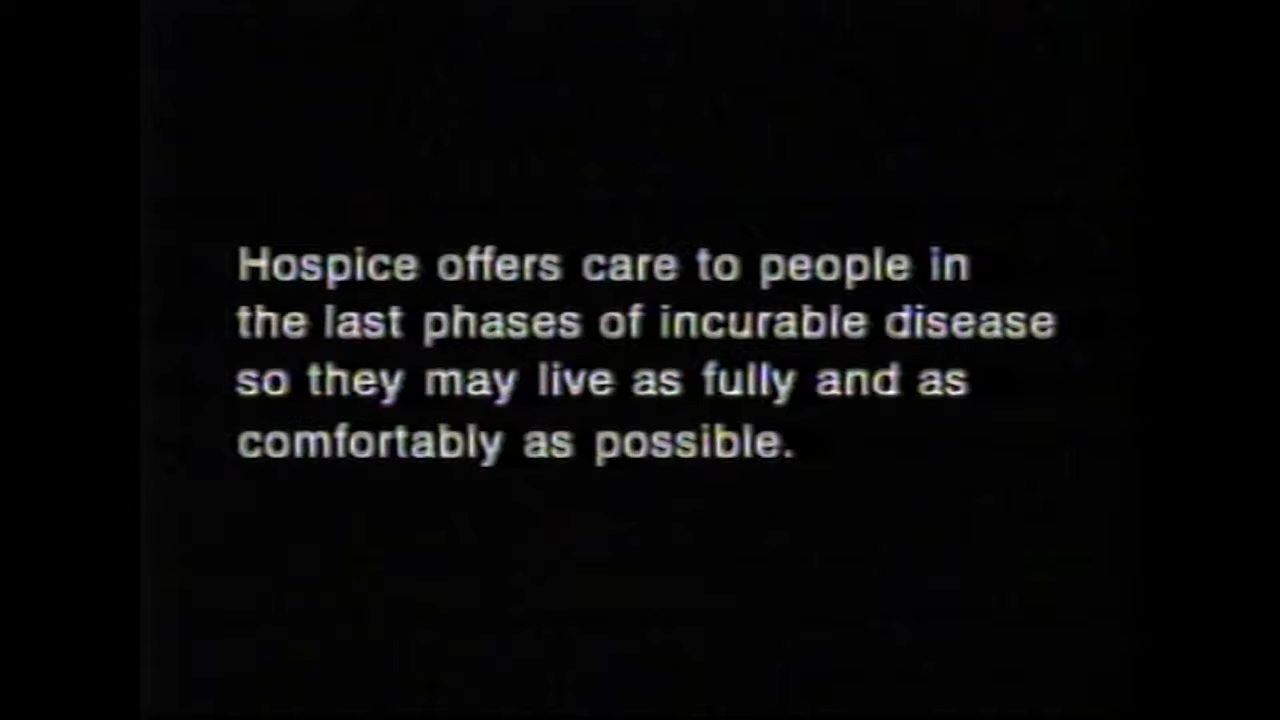 Hospice offers care to people in
the last phases of incurable disease
so they may live as fully and as
comfortably as possible.